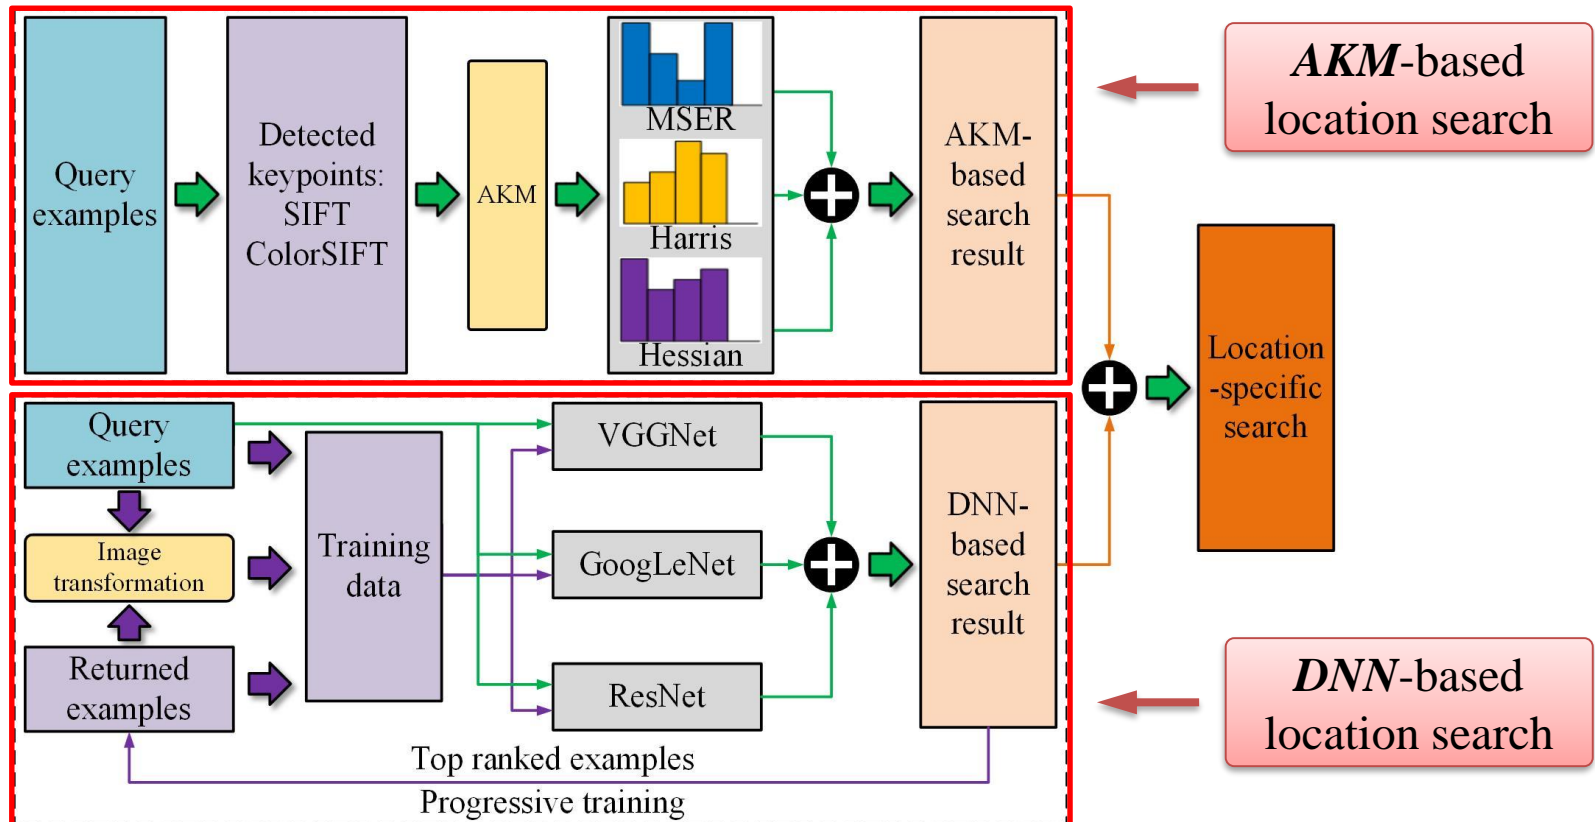 Query
examples
Detected
keypoints:
SIFT
ColorSIFT
AKM
MSER
Harris
Hessian
AKM-
based
search
result
AKM-based
location search
Location
-specific
search
Query
examples
Image
transformation
Returned
examples
Training
data
VGGNet
GoogLeNet
ResNet
DNN-
based
search
result
Top ranked examples
Progressive training
DNN-based
location search